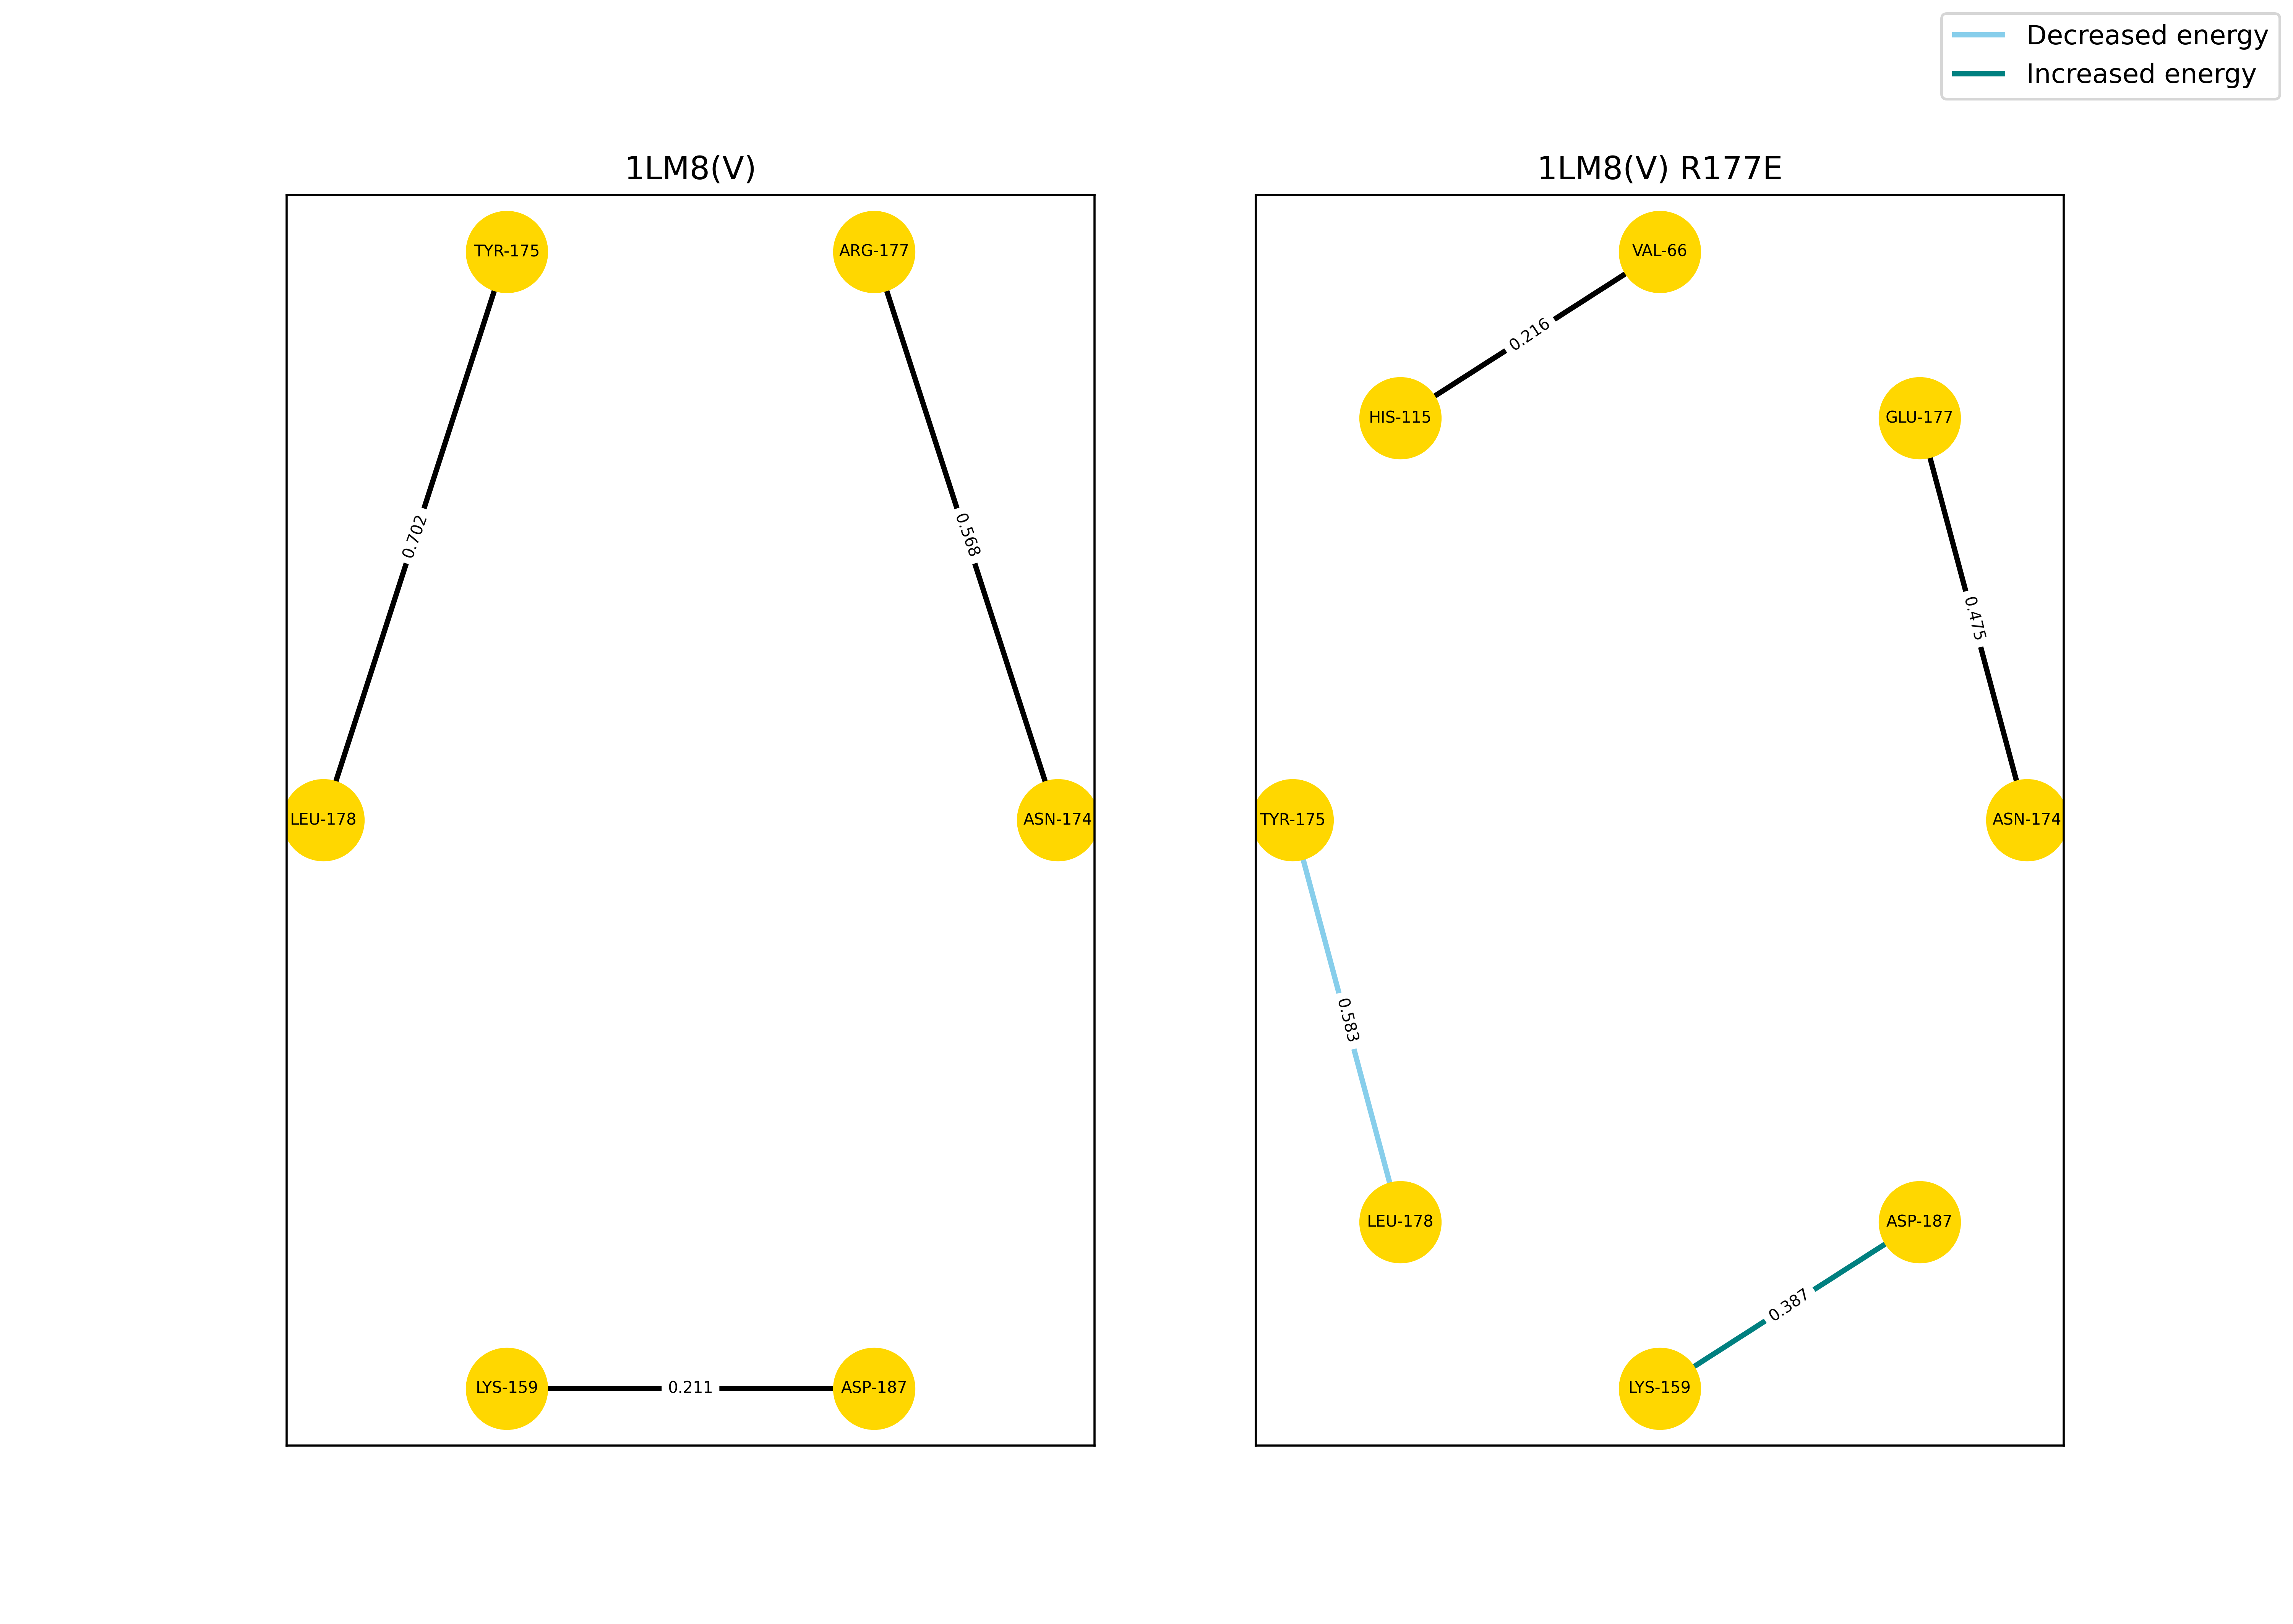 Decreased energy
Increased energy
1LM8(V)
TYR-175
ARG-177
0.702
0.568
LEU-178
ASN-174
LYS-159
0.211
ASP-187
1LM8(V) R177E
VAL-66
0.216
HIS-115
GLU-177
0.475
TYR-175
ASN-174
0.583
LEU-178
ASP-187
0.387
LYS-159